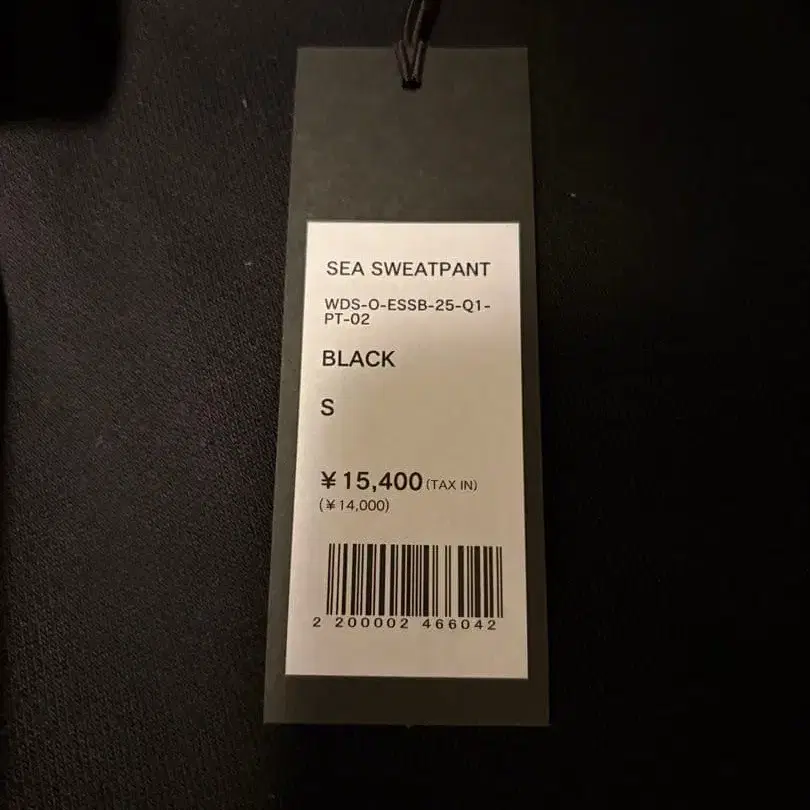 SEA SWEATPANT
WDS-O-ESSB-25-Q1-
PT-02
BLACK
S
¥15,400(TAX IN)
(¥14,000)
2 200002 466042